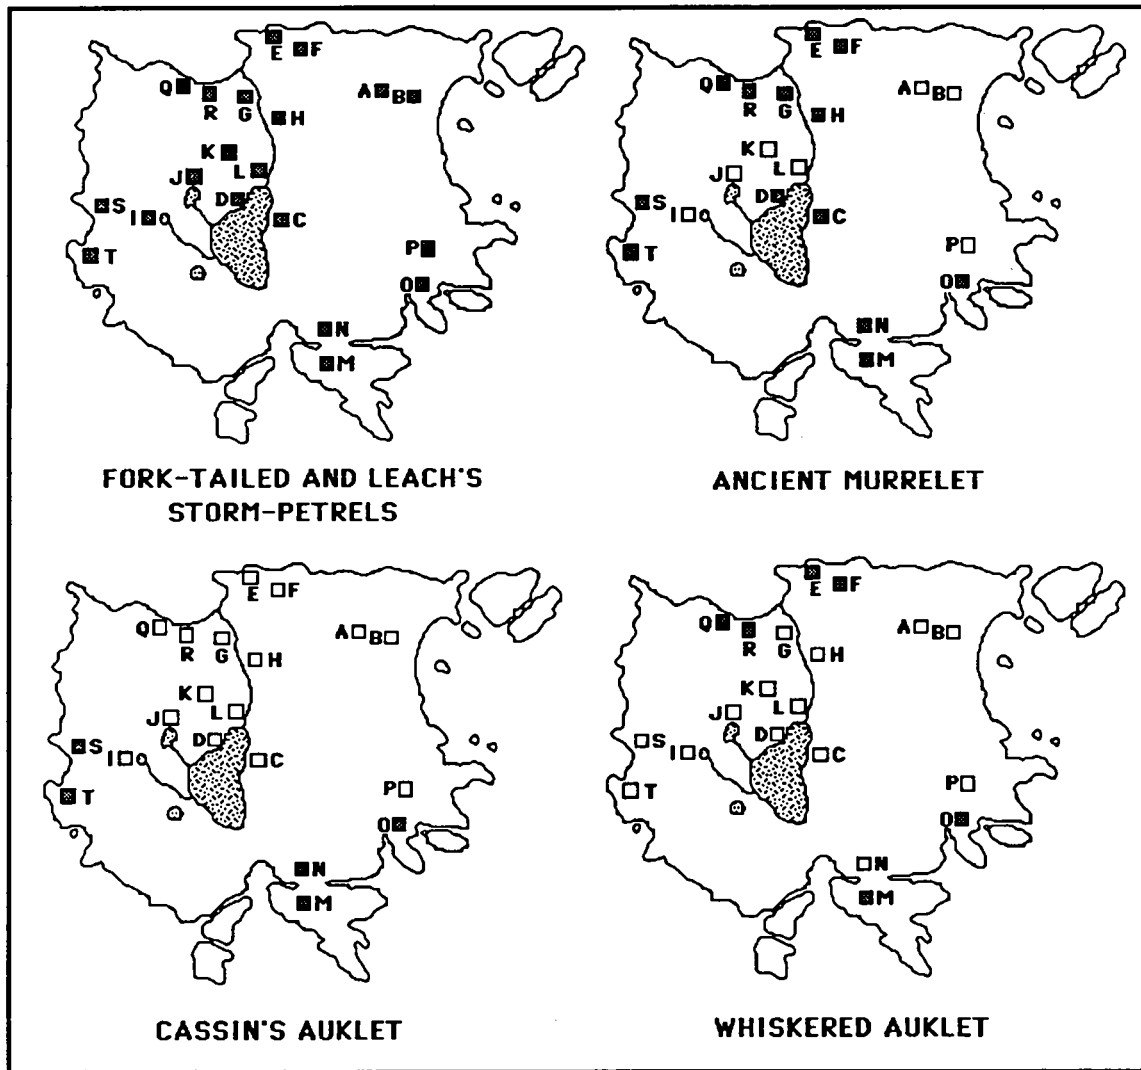 E F
Q R G A B
H
K
J L
D
S I C
T P
O
N
M
FORK-TAILED AND LEACH'S
STORM-PETRELS
E F
Q R G A B
H
K
J L
D
S I C
T P
O
N
M
ANCIENT MURRELET
E F
Q R G A B
H
K
J L
D
S I C
T P
O
N
M
CASSIN'S AUKLET
E F
Q R G A B
H
K
J L
D
S I C
T P
O
N
M
WHISKERED AUKLET